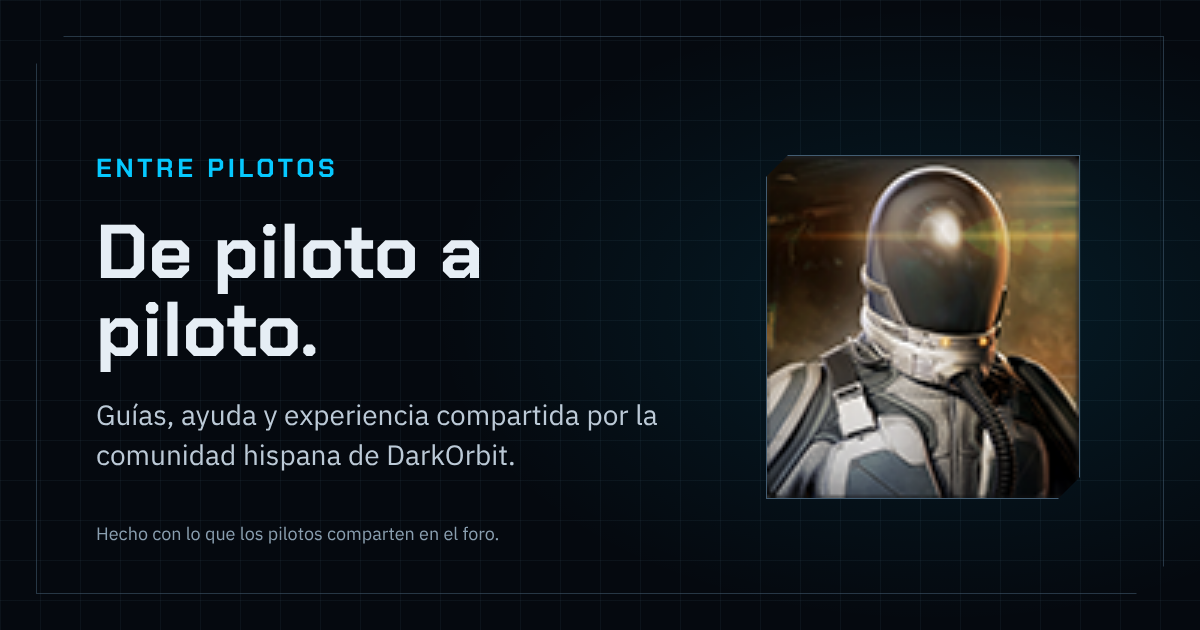 ENTRE PILOTOS
De piloto a
piloto.
Guías, ayuda y experiencia compartida por la
comunidad hispana de DarkOrbit.
Hecho con lo que los pilotos comparten en el foro.